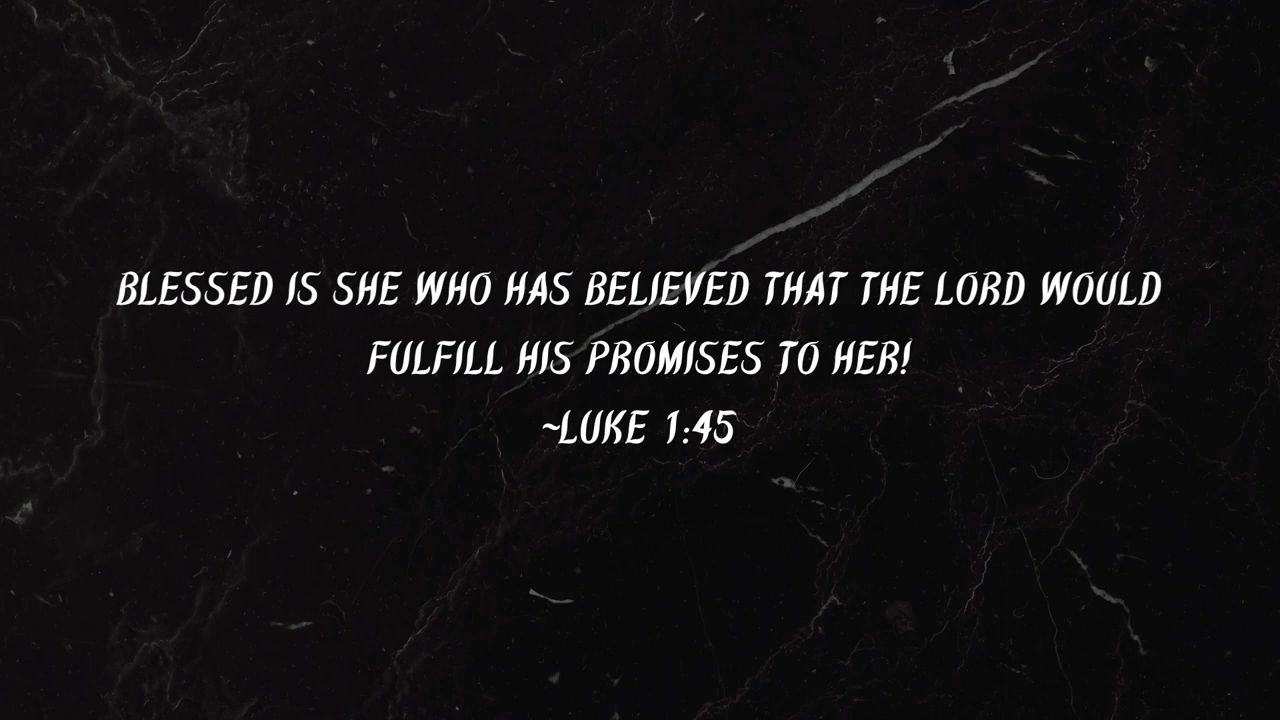 BLESSED IS SHE WHO HAS BELIEVED THAT THE LORD WOULD
FULFILL HIS PROMISES TO HER!
~LUKE 1:45